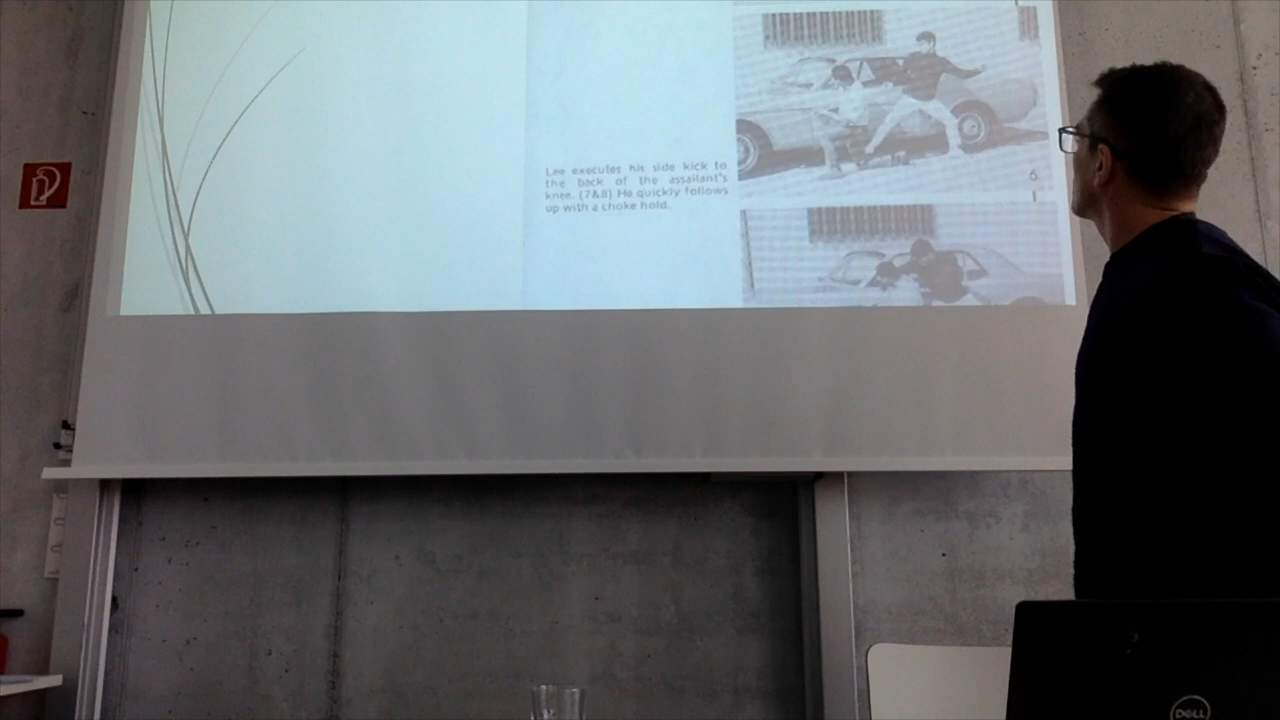 Lee executes his side kick to
the back of the assailant's
knee. (7&8) He quickly follows
up with a choke hold.
6
DELL